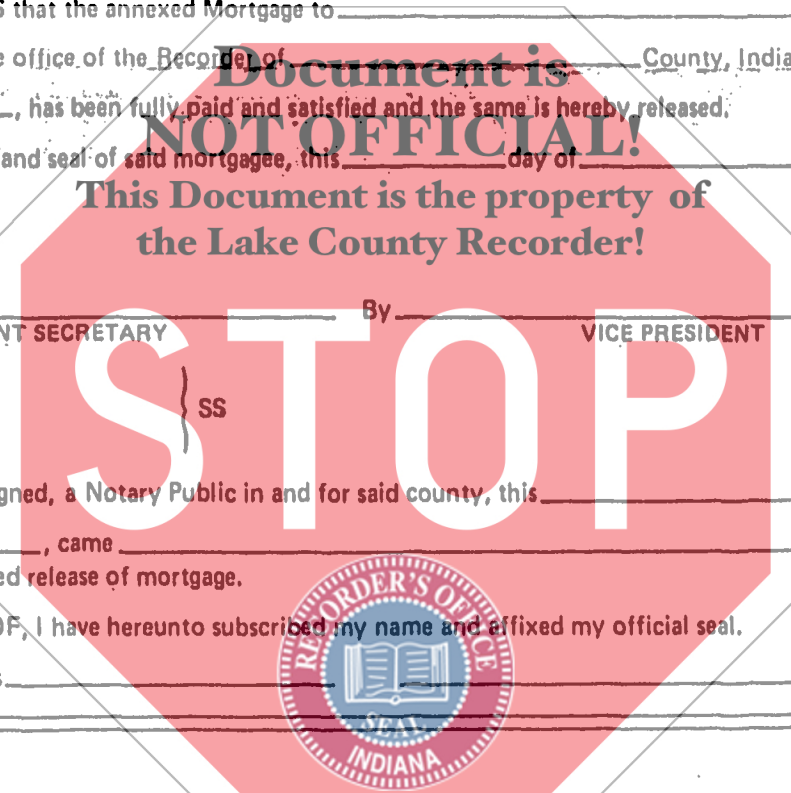 that the annexed Mortgage to
office of the Recorder of County, India
Document is
, has been fully paid and satisfied and the same is hereby released.
NOT OFFICIAL!
and seal of said mortgagee, this day of
This Document is the property of
the Lake County Recorder!
By
NT SECRETARY VICE PRESIDENT
SS
STOP
gned, a Notary Public in and for said county, this
, came
ed release of mortgage.
RECORDER'S OFFICE
OF, I have hereunto subscribed my name and affixed my official seal.
SEAL
INDIANA